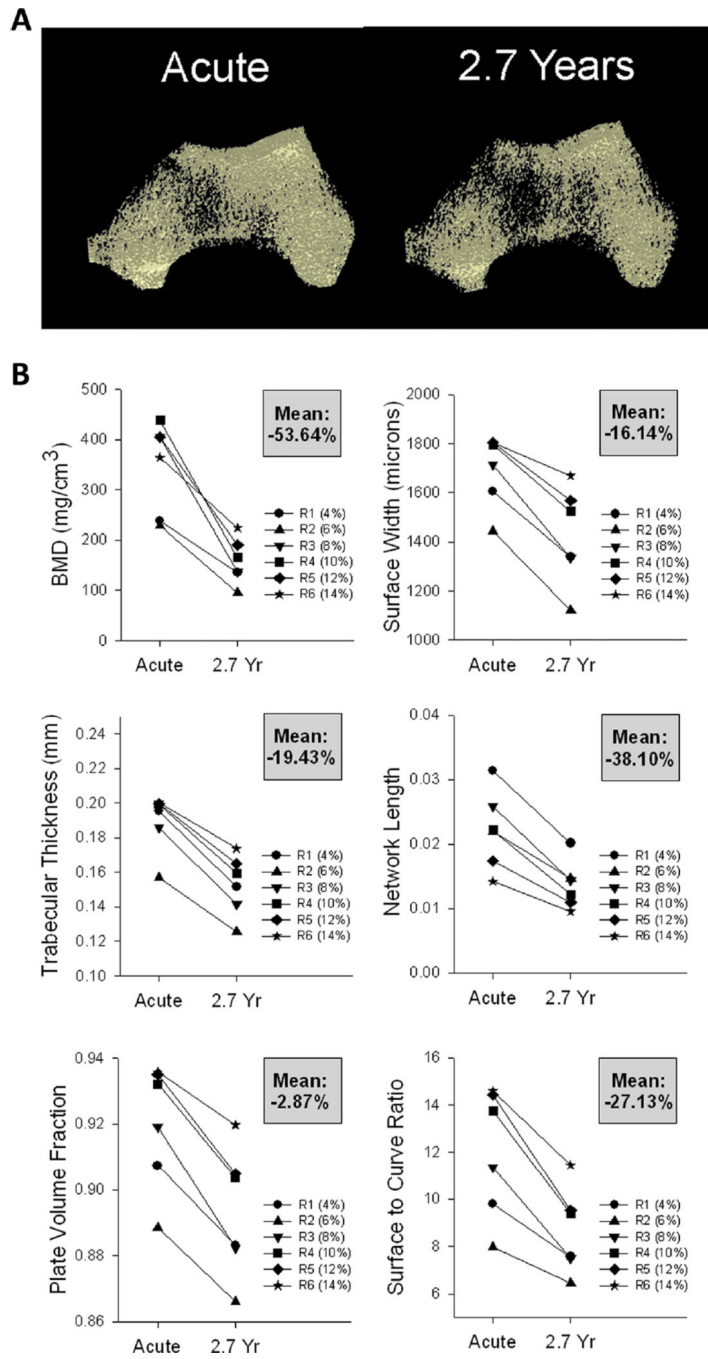 A
Acute
2.7 Years
B
BMD (mg/cm³)
500
400
300
200
100
0
Acute
2.7 Yr
Mean:
-53.64%
R1 (4%)
R2 (6%)
R3 (8%)
R4 (10%)
R5 (12%)
R6 (14%)
Surface Width (microns)
2000
1800
1600
1400
1200
1000
Acute
2.7 Yr
Mean:
-16.14%
R1 (4%)
R2 (6%)
R3 (8%)
R4 (10%)
R5 (12%)
R6 (14%)
Trabecular Thickness (mm)
0.24
0.22
0.20
0.18
0.16
0.14
0.12
0.10
Acute
2.7 Yr
Mean:
-19.43%
R1 (4%)
R2 (6%)
R3 (8%)
R4 (10%)
R5 (12%)
R6 (14%)
Network Length
0.04
0.03
0.02
0.01
0.00
Acute
2.7 Yr
Mean:
-38.10%
R1 (4%)
R2 (6%)
R3 (8%)
R4 (10%)
R5 (12%)
R6 (14%)
Plate Volume Fraction
0.94
0.92
0.90
0.88
0.86
Acute
2.7 Yr
Mean:
-2.87%
R1 (4%)
R2 (6%)
R3 (8%)
R4 (10%)
R5 (12%)
R6 (14%)
Surface to Curve Ratio
16
14
12
10
8
6
Acute
2.7 Yr
Mean:
-27.13%
R1 (4%)
R2 (6%)
R3 (8%)
R4 (10%)
R5 (12%)
R6 (14%)